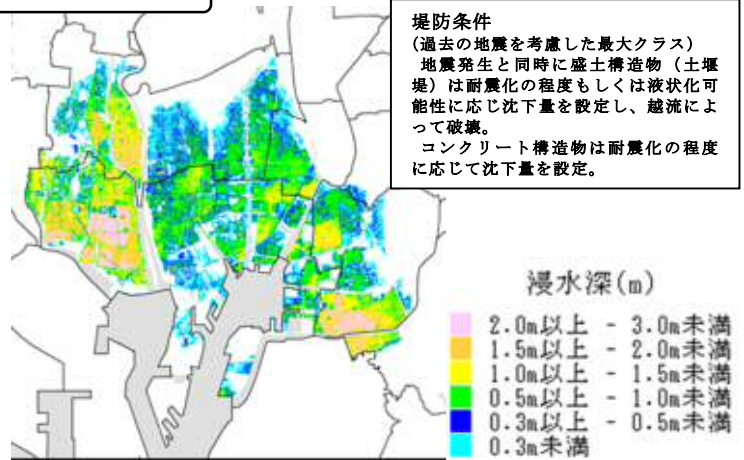 堤防条件
(過去の地震を考慮した最大クラス)
地震発生と同時に盛土構造物（土堰
堤）は耐震化の程度もしくは液状化可
能性に応じ沈下量を設定し、越流によ
って破壊。
コンクリート構造物は耐震化の程度
に応じて沈下量を設定。
浸水深(m)
2.0m以上 - 3.0m未満
1.5m以上 - 2.0m未満
1.0m以上 - 1.5m未満
0.5m以上 - 1.0m未満
0.3m以上 - 0.5m未満
0.3m未満